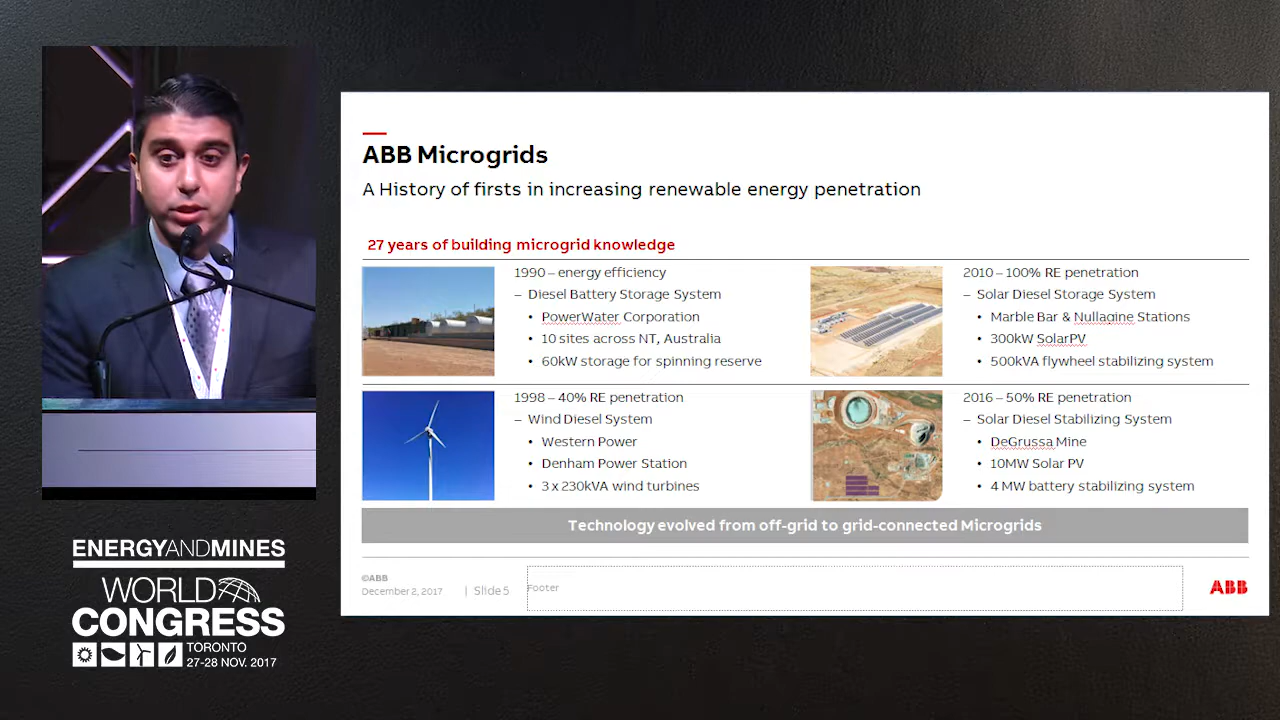 ABB Microgrids
A History of firsts in increasing renewable energy penetration
27 years of building microgrid knowledge
1990 – energy efficiency
– Diesel Battery Storage System
• PowerWater Corporation
• 10 sites across NT, Australia
• 60kW storage for spinning reserve
2010 – 100% RE penetration
– Solar Diesel Storage System
• Marble Bar & Nullagine Stations
• 300kW SolarPV
• 500kVA flywheel stabilizing system
1998 – 40% RE penetration
– Wind Diesel System
• Western Power
• Denham Power Station
• 3 x 230kVA wind turbines
2016 – 50% RE penetration
– Solar Diesel Stabilizing System
• DeGrussa Mine
• 10MW Solar PV
• 4 MW battery stabilizing system
Technology evolved from off-grid to grid-connected Microgrids
©ABB
December 2, 2017 | Slide 5
Footer
ABB
ENERGYANDMINES
WORLD
CONGRESS
TORONTO
27-28 NOV. 2017